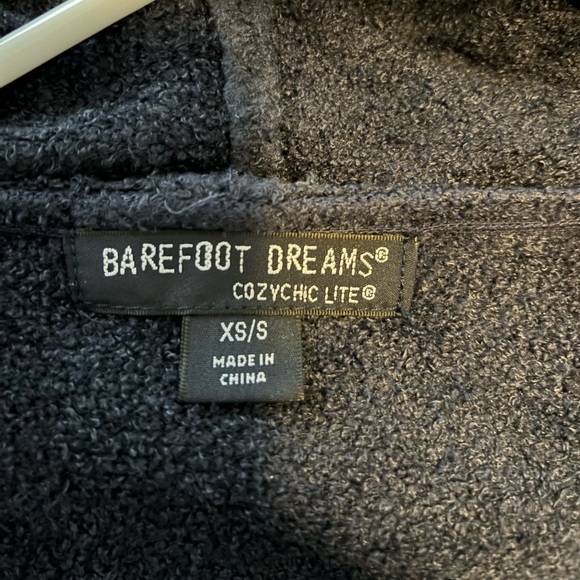 BAREFOOT DREAMS®
COZYCHIC LITE®
XS/S
MADE IN
CHINA